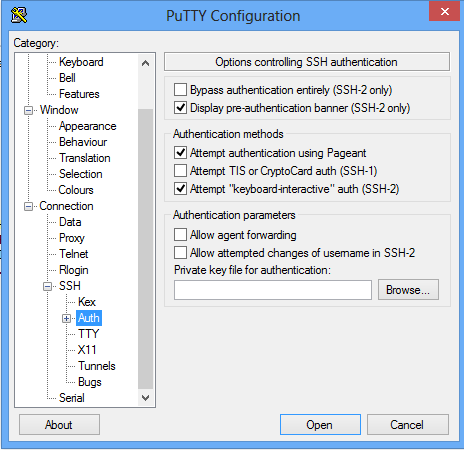 PuTTY Configuration
Category:
Keyboard
Bell
Features
Window
Appearance
Behaviour
Translation
Selection
Colours
Connection
Data
Proxy
Telnet
Rlogin
SSH
Kex
Auth
TTY
X11
Tunnels
Bugs
Serial
Options controlling SSH authentication
Bypass authentication entirely (SSH-2 only)
Display pre-authentication banner (SSH-2 only)
Authentication methods
Attempt authentication using Pageant
Attempt TIS or CryptoCard auth (SSH-1)
Attempt "keyboard-interactive" auth (SSH-2)
Authentication parameters
Allow agent forwarding
Allow attempted changes of username in SSH-2
Private key file for authentication:
Browse...
About
Open
Cancel